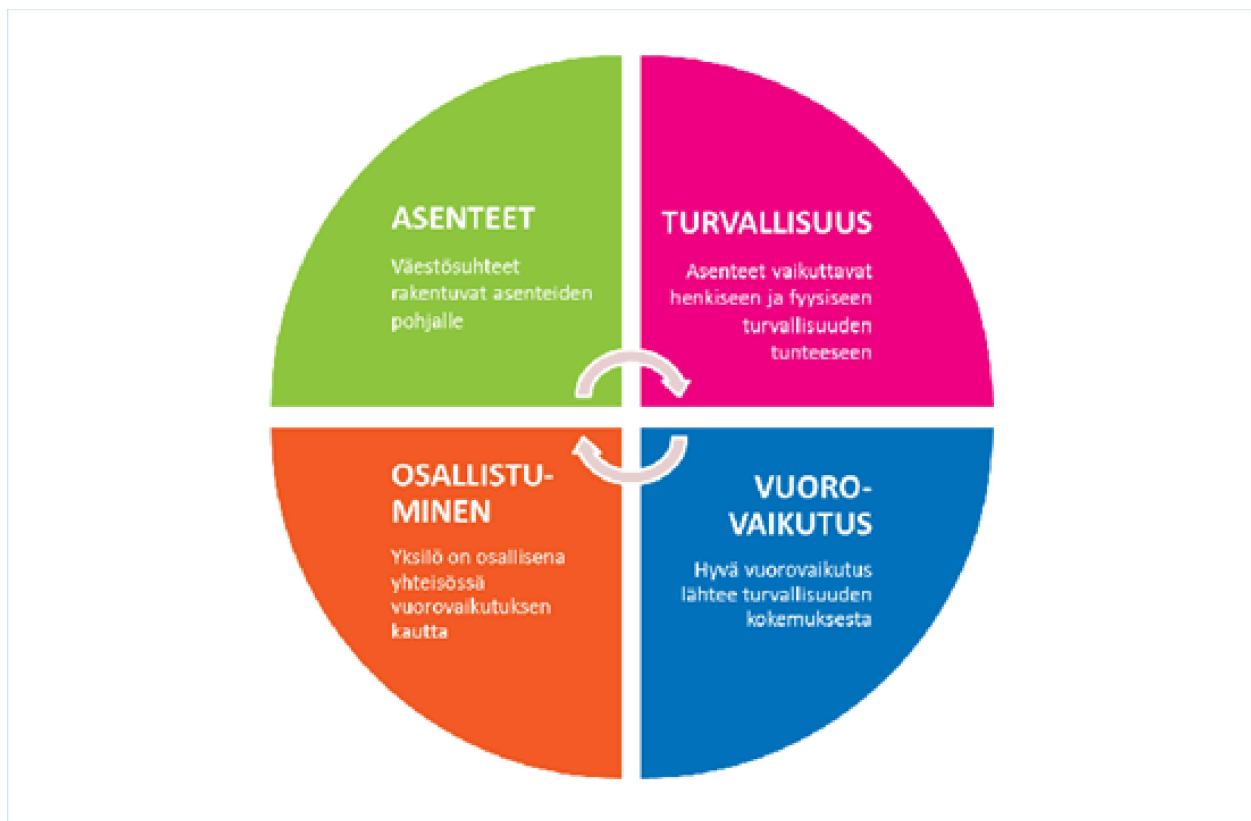 ASENTEET
Väestösuhteet
rakentuvat asenteiden
pohjalle
TURVALLISUUS
Asenteet vaikuttavat
henkiseen ja fyysiseen
turvallisuuden
tunteeseen
OSALLISTU-
MINEN
Yksilö on osallisena
yhteisössä
vuorovaikutuksen
kautta
VUORO-
VAIKUTUS
Hyvä vuorovaikutus
lähtee turvallisuuden
kokemuksesta